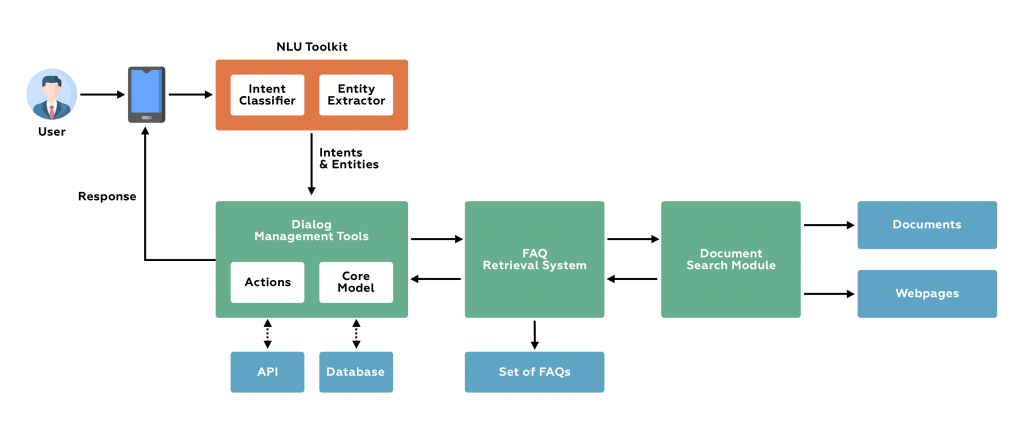 NLU Toolkit
Intent
Classifier
Entity
Extractor
User
Intents
& Entities
Response
Dialog
Management Tools
Actions
Core
Model
FAQ
Retrieval System
Document
Search Module
Documents
Webpages
API
Database
Set of FAQs